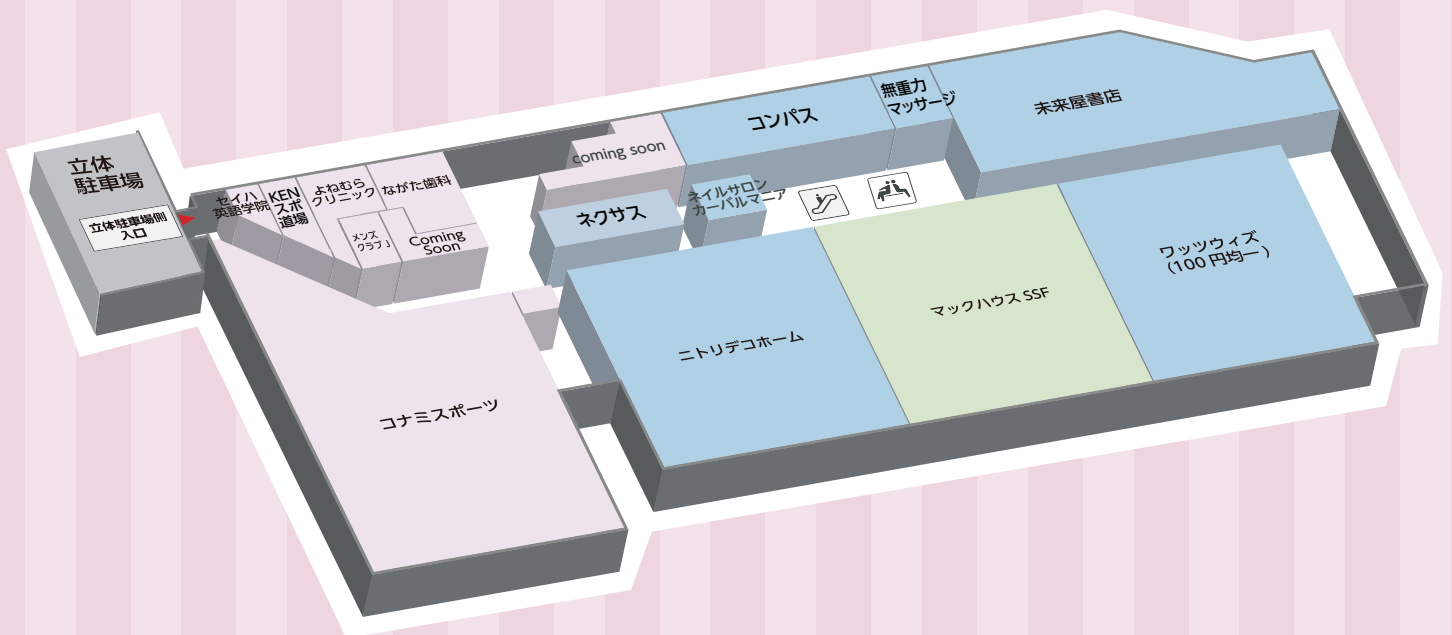 立体
駐車場
立体駐車場側
入口
セイハ
英語学院
KEN
スポ
道場
よねむら
クリニック
ながた歯科
メンズ
クラブJ
Coming
Soon
coming soon
コンパス
無重力
マッサージ
未来屋書店
ネクサス
ネイルサロン
カーバルマニア
コナミスポーツ
ニトリデコホーム
マックハウス SSF
ワッツウィズ
(100 円均一 )